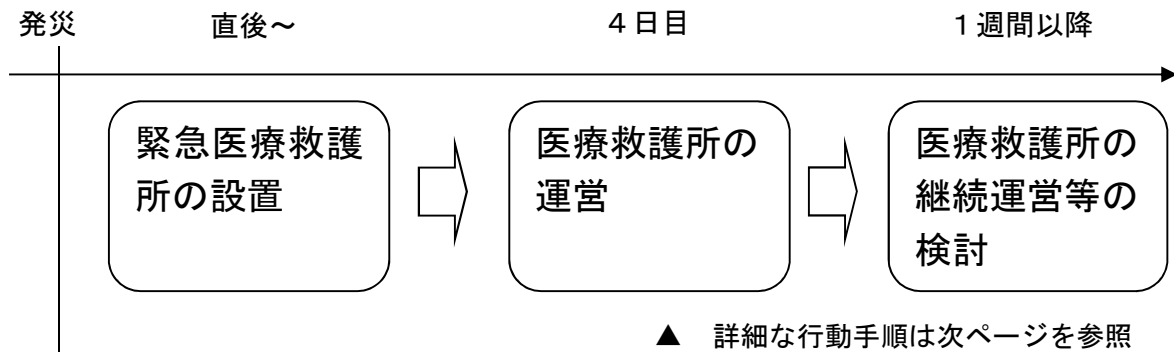 発災 直後～ ４日目 １週間以降
緊急医療救護
所の設置
医療救護所の
運営
医療救護所の
継続運営等の
検討
▲ 詳細な行動手順は次ページを参照